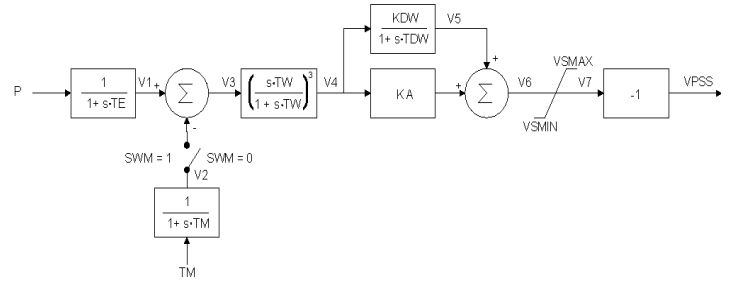 KDW
1+ s·TDW
V5
P
1
1+ s·TE
V1
+
Σ
V3
(s·TW / 1 + s·TW)³
V4
KA
+
+
Σ
V6
VSMAX
VSMIN
V7
-1
VPSS
-
SWM = 1
SWM = 0
V2
1
1+ s·TM
TM